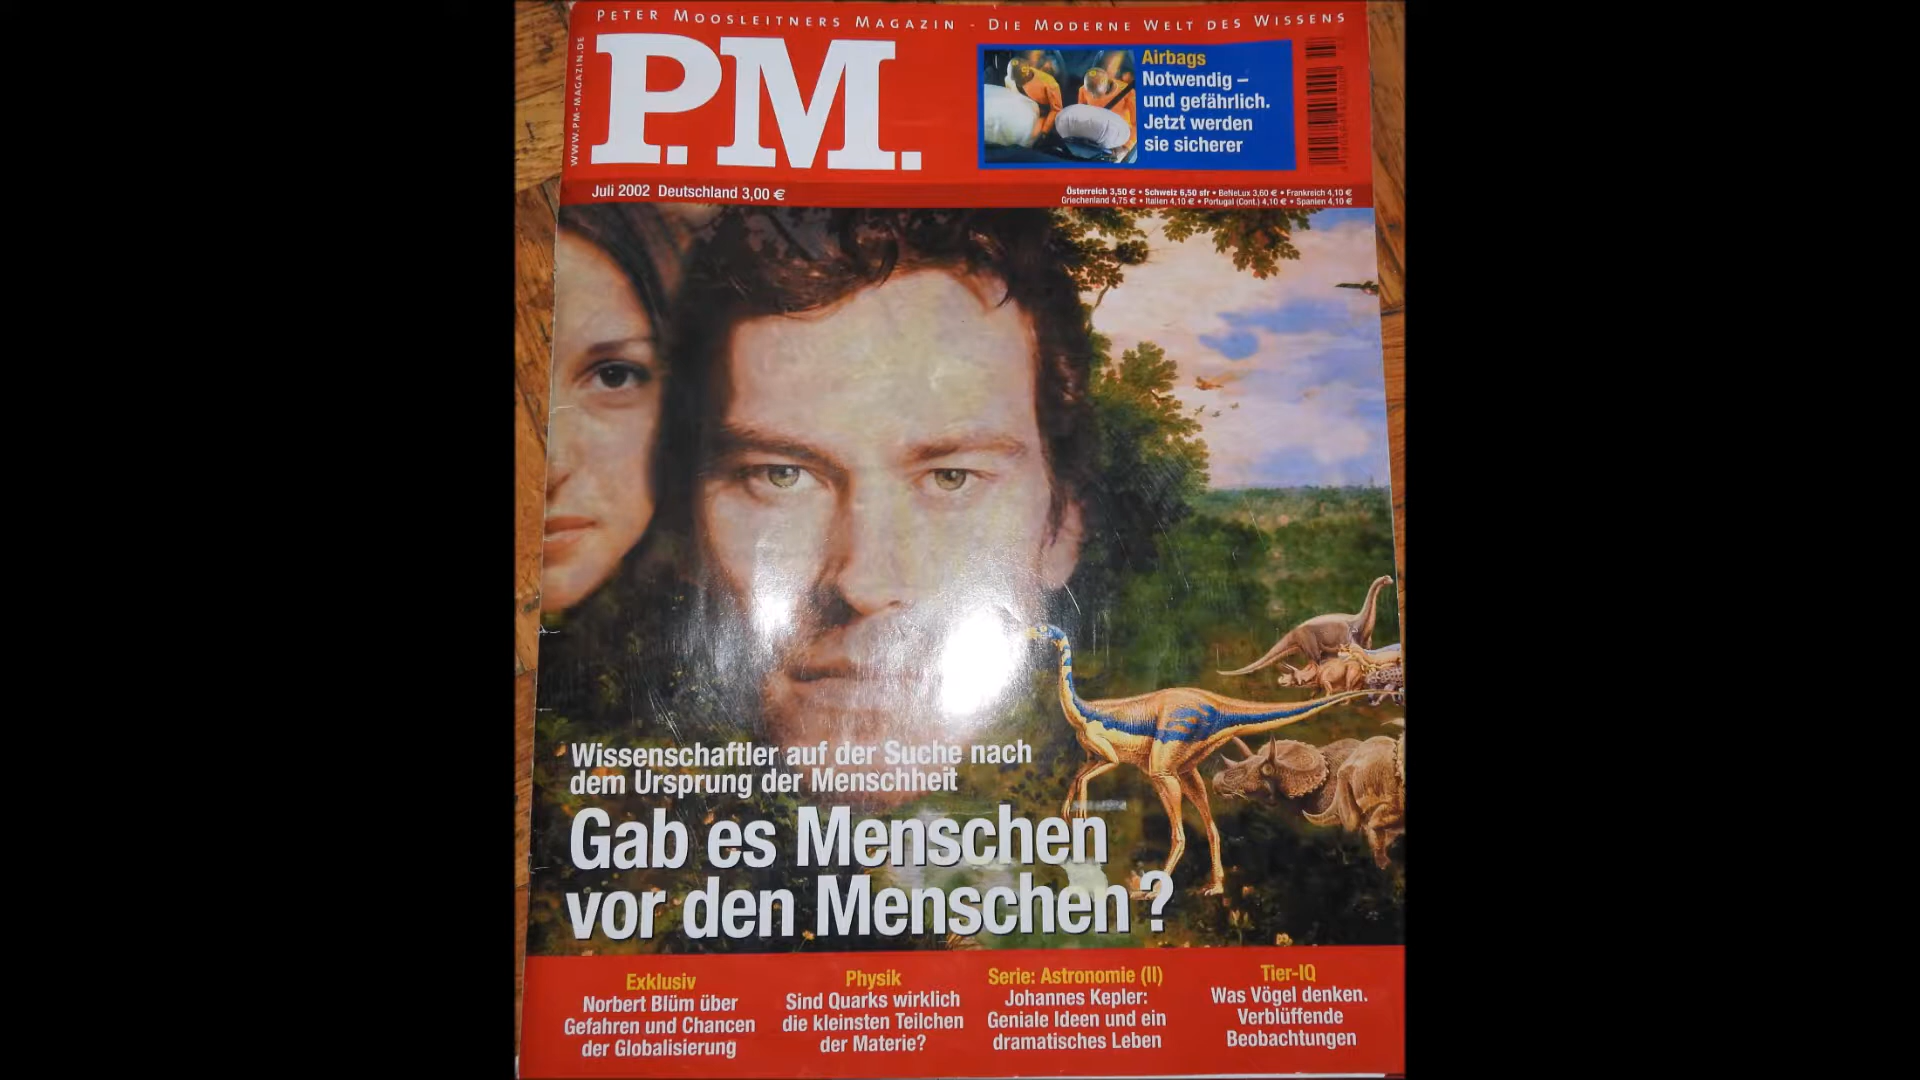 PETER MOOSLEITNERS MAGAZIN - DIE MODERNE WELT DES WISSENS
WWW.PM-MAGAZIN.DE
P.M.
Airbags
Notwendig –
und gefährlich.
Jetzt werden
sie sicherer
Juli 2002 Deutschland 3,00 €
Österreich 3,50 € • Schweiz 6,50 sfr • BeNeLux 3,60 € • Frankreich 4,10 €
Griechenland 4,75 € • Italien 4,10 € • Portugal (Cont.) 4,10 € • Spanien 4,10 €
Wissenschaftler auf der Suche nach
dem Ursprung der Menschheit
Gab es Menschen
vor den Menschen?
Exklusiv
Norbert Blüm über
Gefahren und Chancen
der Globalisierung
Physik
Sind Quarks wirklich
die kleinsten Teilchen
der Materie?
Serie: Astronomie (II)
Johannes Kepler:
Geniale Ideen und ein
dramatisches Leben
Tier-IQ
Was Vögel denken.
Verblüffende
Beobachtungen